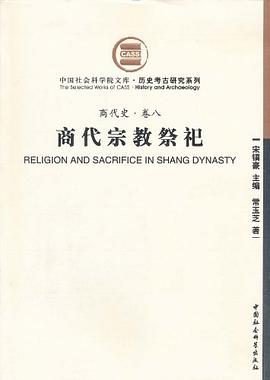 CASS
中国社会科学院文库·历史考古研究系列
The Selected Works of CASS · History and Archaeology
商代史·卷八
商代宗教祭祀
RELIGION AND SACRIFICE IN SHANG DYNASTY
宋镇豪 主编 常玉芝 著
中国社会科学出版社